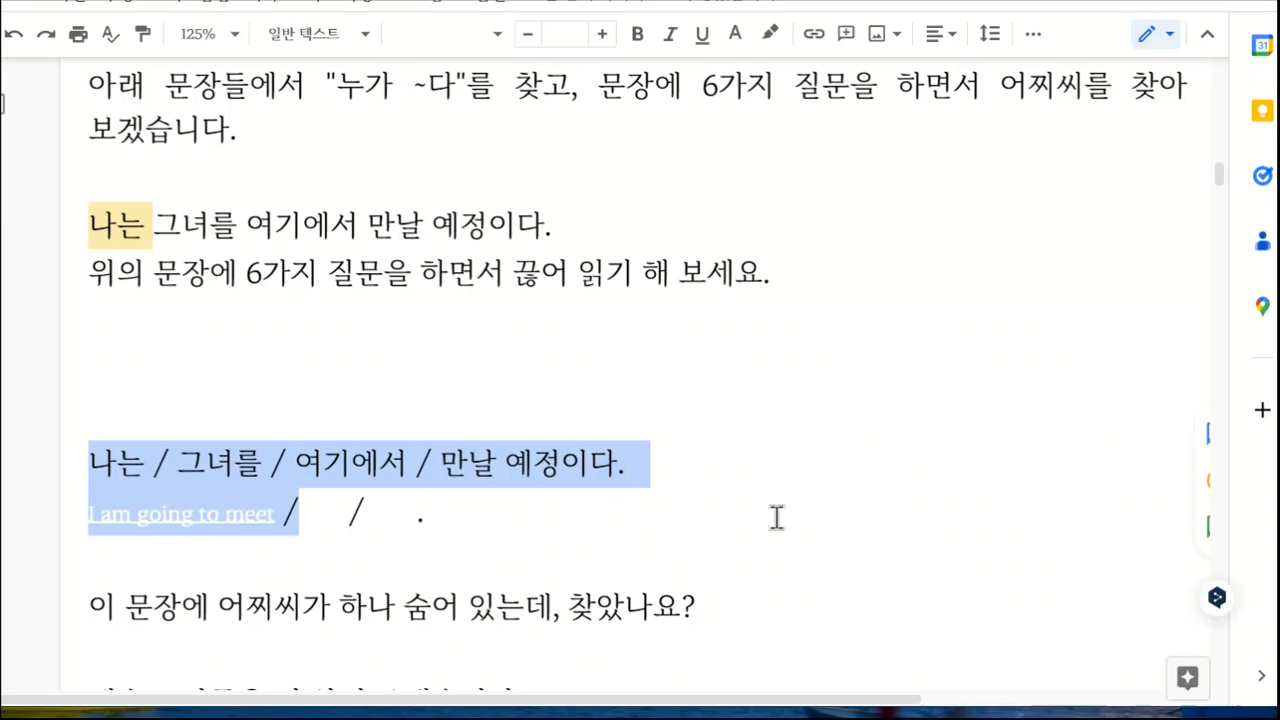 125% 일반 텍스트 B I U A
31
아래 문장들에서 "누가 ~다"를 찾고, 문장에 6가지 질문을 하면서 어찌씨를 찾아
보겠습니다.
나는 그녀를 여기에서 만날 예정이다.
위의 문장에 6가지 질문을 하면서 끊어 읽기 해 보세요.
나는 / 그녀를 / 여기에서 / 만날 예정이다.
I am going to meet / / .
이 문장에 어찌씨가 하나 숨어 있는데, 찾았나요?